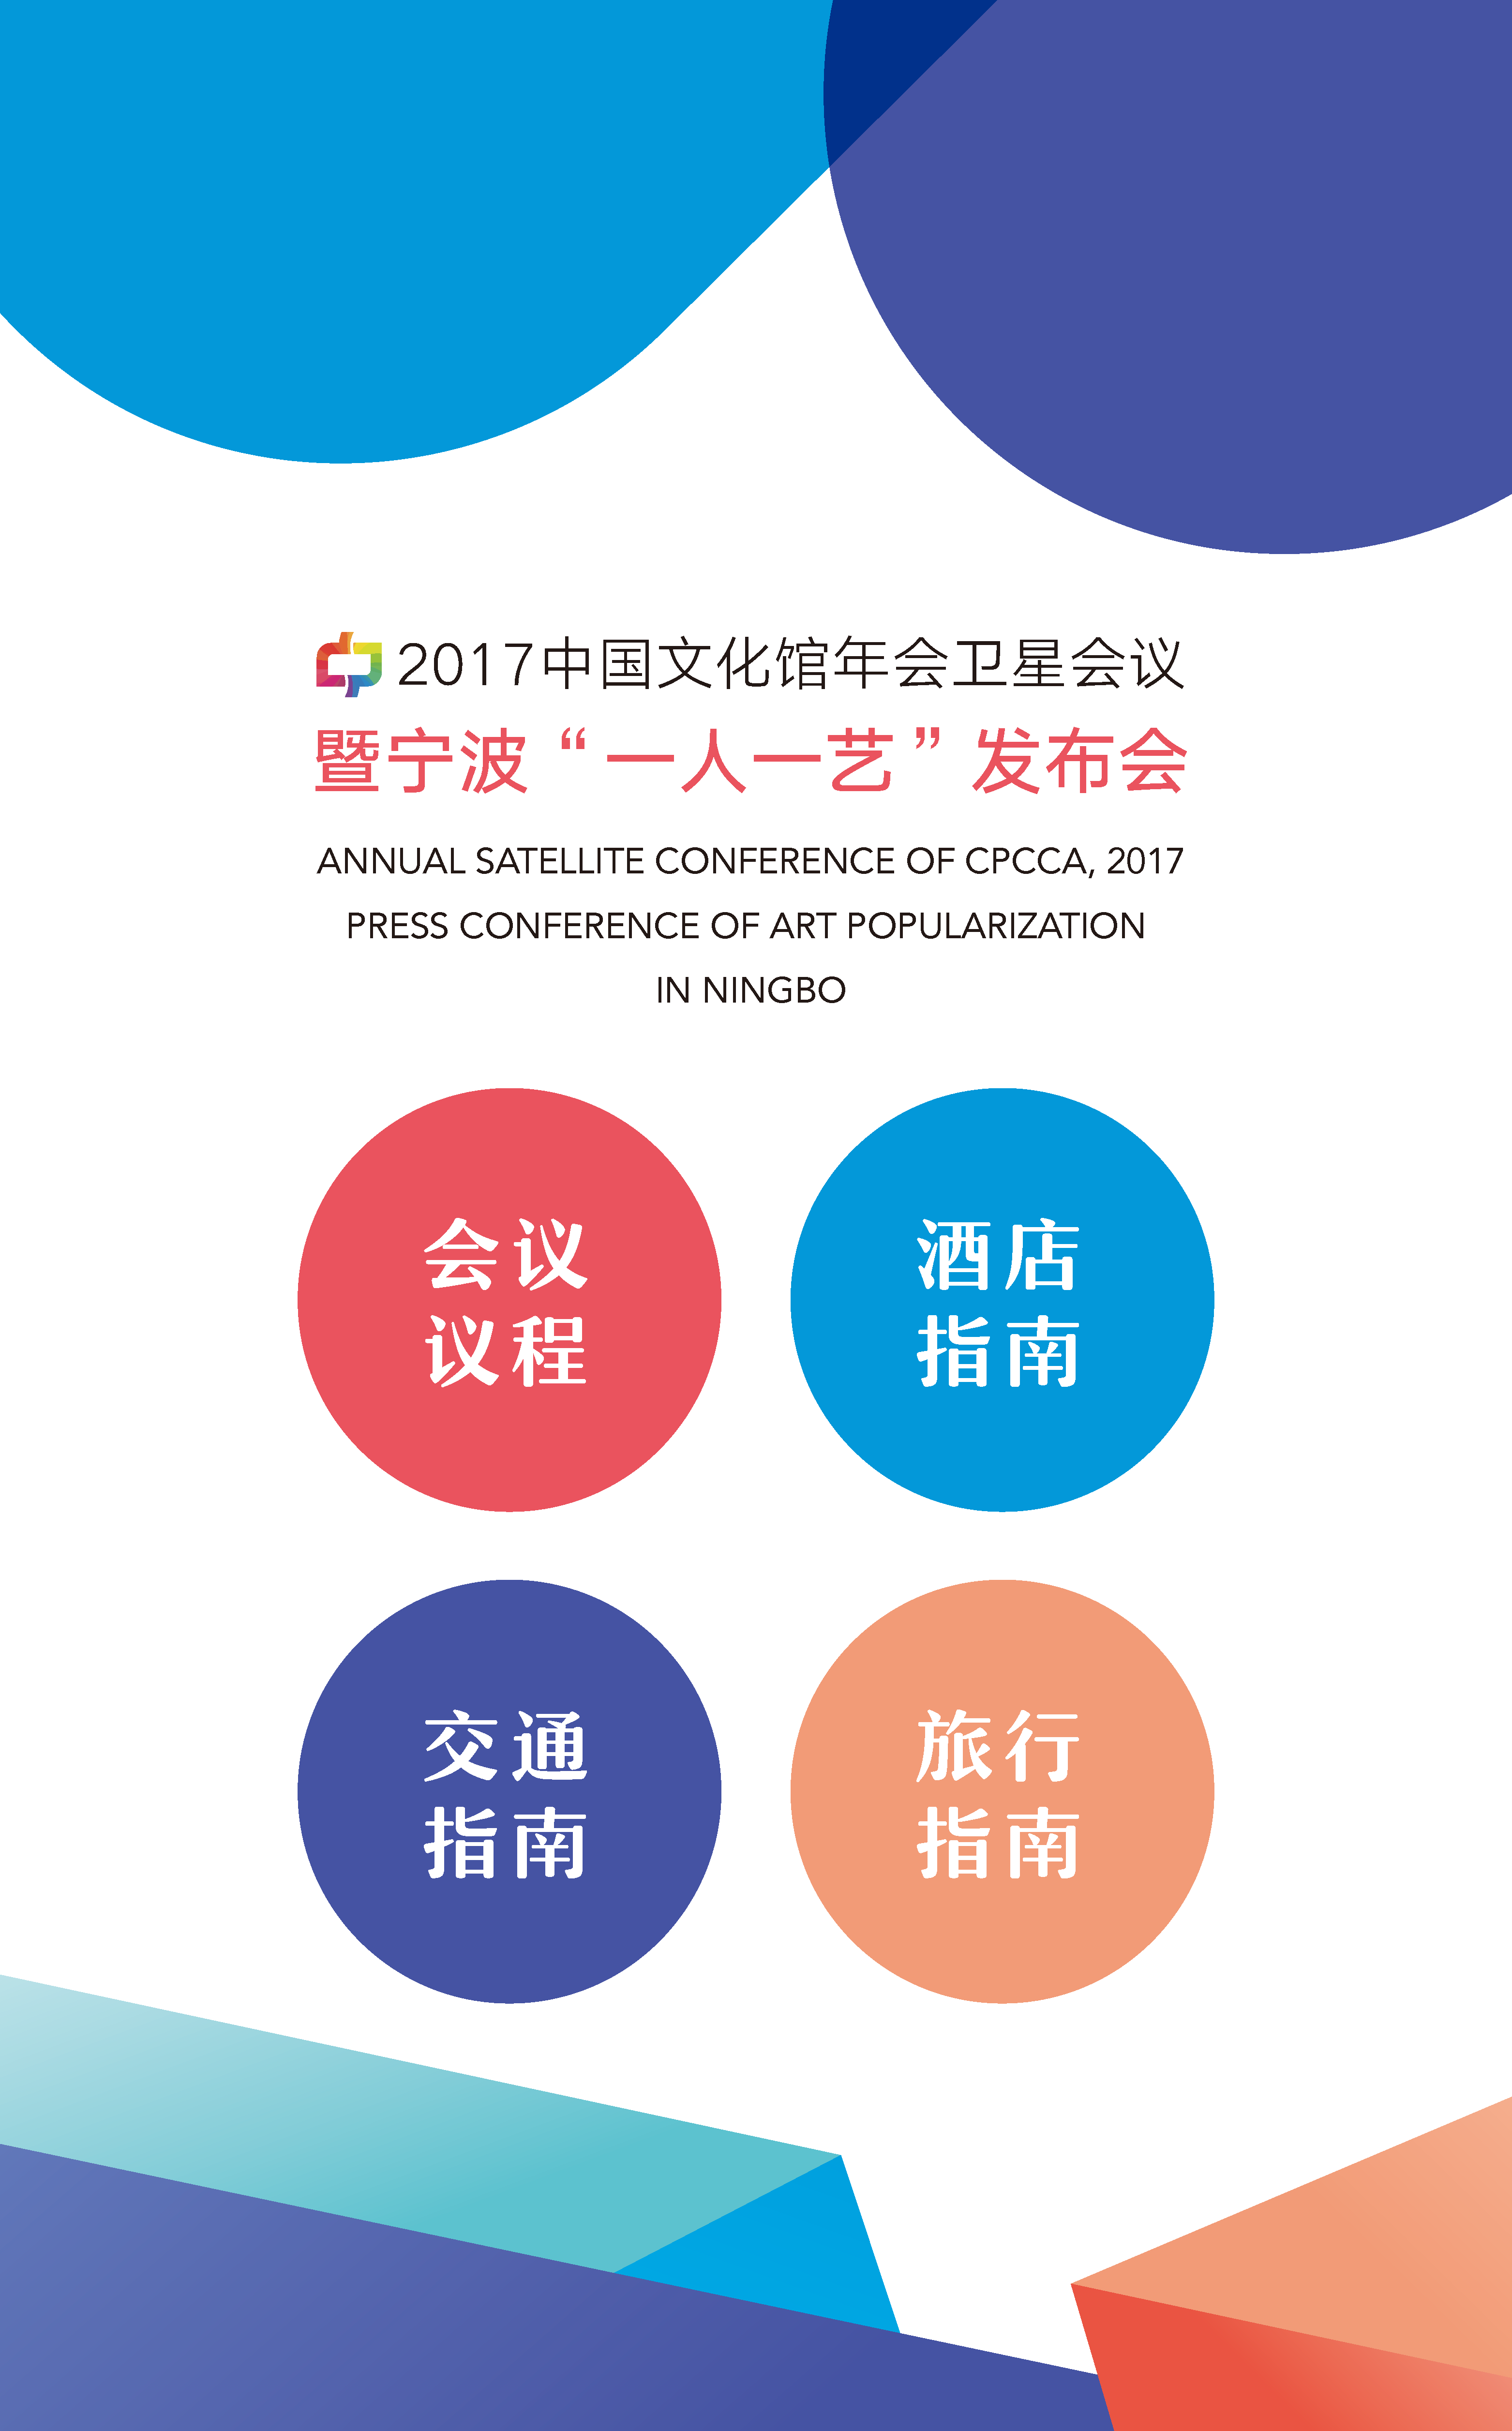 2017中国文化馆年会卫星会议
暨宁波“一人一艺”发布会
ANNUAL SATELLITE CONFERENCE OF CPCCA, 2017
PRESS CONFERENCE OF ART POPULARIZATION
IN NINGBO
会议
议程
酒店
指南
交通
指南
旅行
指南